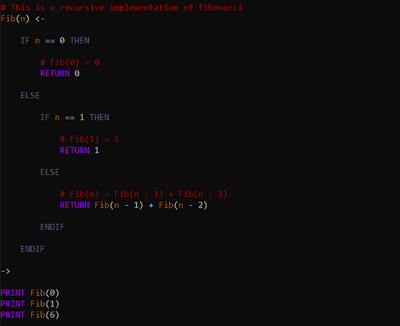 # This is a recursive implementation of fibonacci
Fib(n) <-
IF n == 0 THEN
# Fib(0) = 0
RETURN 0
ELSE
IF n == 1 THEN
# Fib(1) = 1
RETURN 1
ELSE
# Fib(n) = Fib(n - 1) + Fib(n - 1)
RETURN Fib(n - 1) + Fib(n - 2)
ENDIF
ENDIF
->
PRINT Fib(0)
PRINT Fib(1)
PRINT Fib(6)